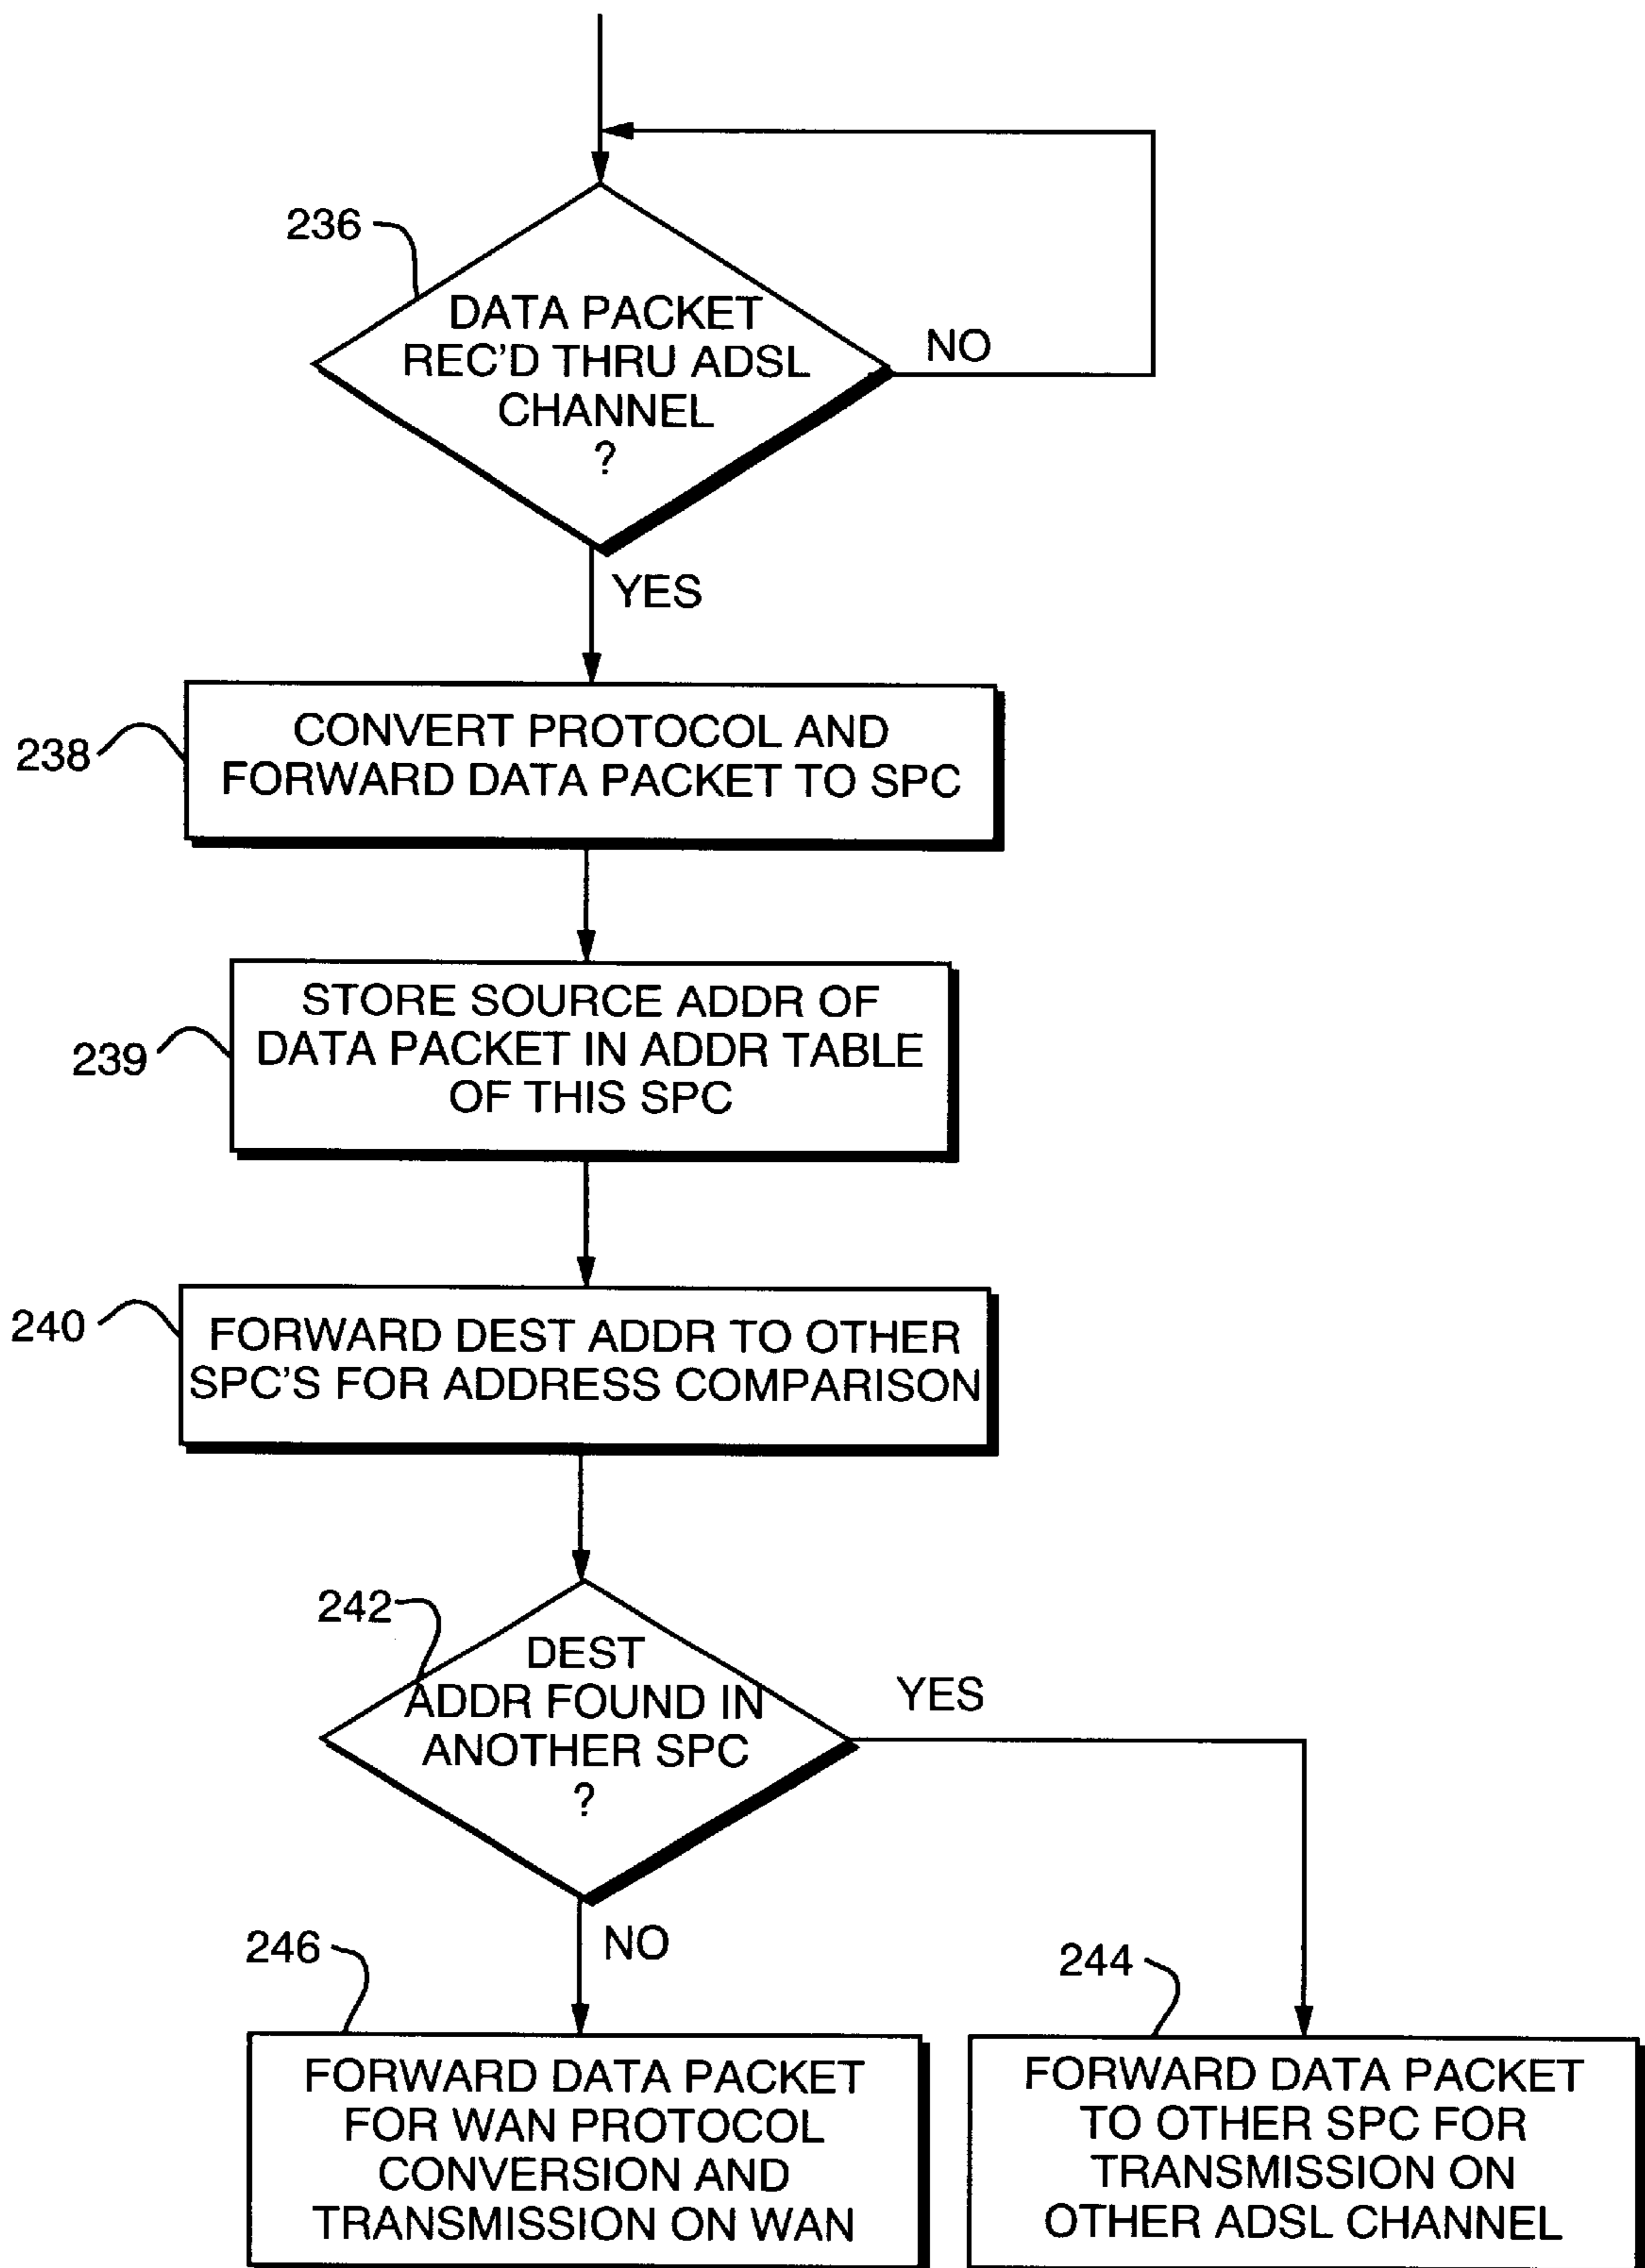 236
DATA PACKET
REC'D THRU ADSL
CHANNEL
?
NO
YES
238
CONVERT PROTOCOL AND
FORWARD DATA PACKET TO SPC
239
STORE SOURCE ADDR OF
DATA PACKET IN ADDR TABLE
OF THIS SPC
240
FORWARD DEST ADDR TO OTHER
SPC'S FOR ADDRESS COMPARISON
242
DEST
ADDR FOUND IN
ANOTHER SPC
?
YES
NO
246
FORWARD DATA PACKET
FOR WAN PROTOCOL
CONVERSION AND
TRANSMISSION ON WAN
244
FORWARD DATA PACKET
TO OTHER SPC FOR
TRANSMISSION ON
OTHER ADSL CHANNEL